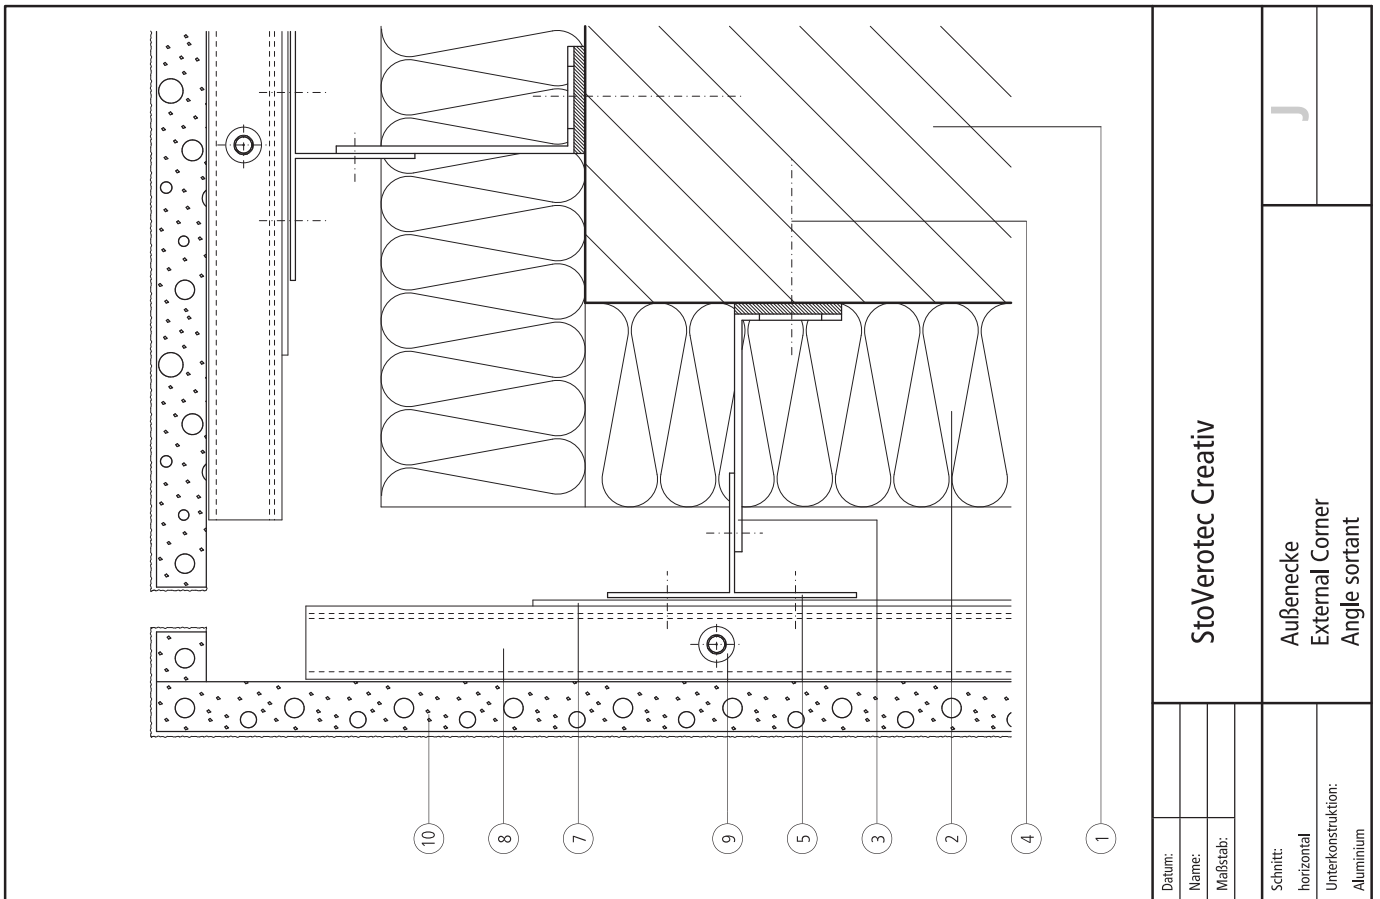 10
8
7
9
5
3
2
4
1
Datum:
Name:
Maßstab:
StoVerotec Creativ
Schnitt:
horizontal
Unterkonstruktion:
Aluminium
Außenecke
External Corner
Angle sortant
J